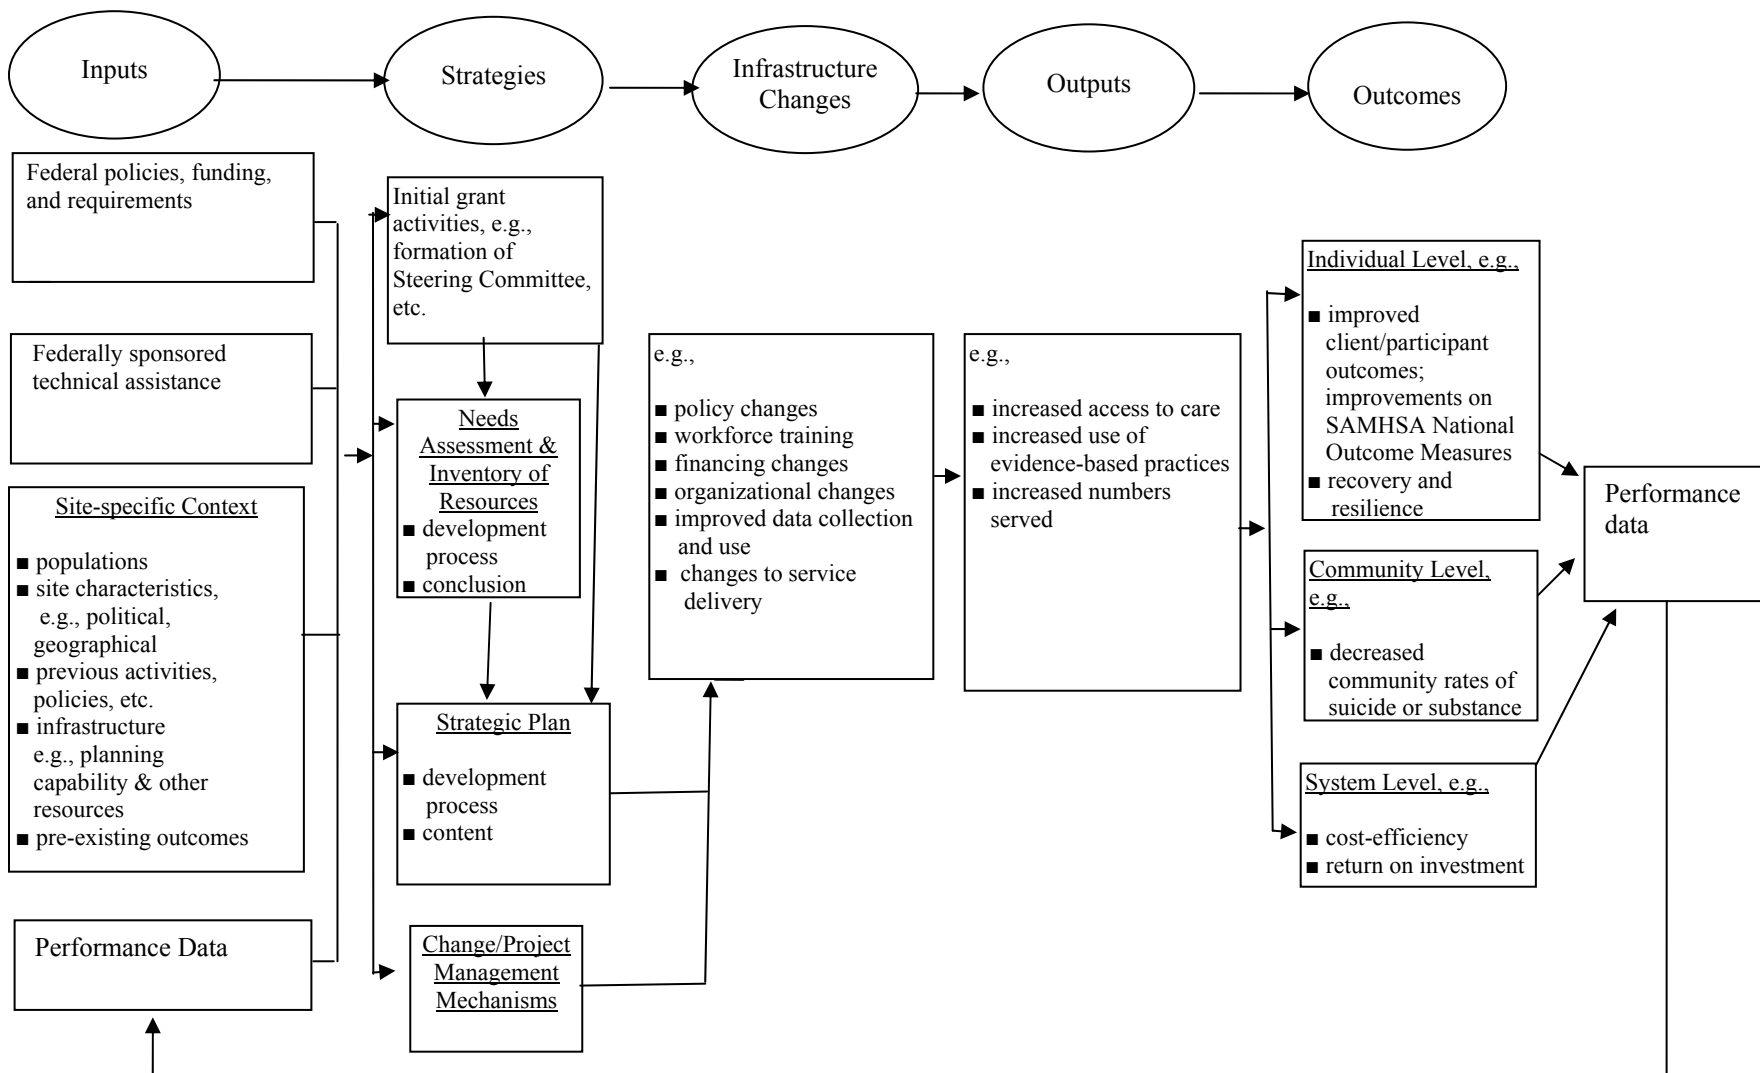 Inputs
Strategies
Infrastructure
Changes
Outputs
Outcomes
Federal policies, funding,
and requirements
Federally sponsored
technical assistance
Site-specific Context
■ populations
■ site characteristics,
e.g., political,
geographical
■ previous activities,
policies, etc.
■ infrastructure
e.g., planning
capability & other
resources
■ pre-existing outcomes
Performance Data
Initial grant
activities, e.g.,
formation of
Steering Committee,
etc.
Needs
Assessment &
Inventory of
Resources
■ development
process
■ conclusion
Strategic Plan
■ development
process
■ content
Change/Project
Management
Mechanisms
e.g.,
■ policy changes
■ workforce training
■ financing changes
■ organizational changes
■ improved data collection
and use
■ changes to service
delivery
e.g.,
■ increased access to care
■ increased use of
evidence-based practices
■ increased numbers
served
Individual Level, e.g.,
■ improved
client/participant
outcomes;
improvements on
SAMHSA National
Outcome Measures
■ recovery and
resilience
Community Level,
e.g.,
■ decreased
community rates of
suicide or substance
System Level, e.g.,
■ cost-efficiency
■ return on investment
Performance
data